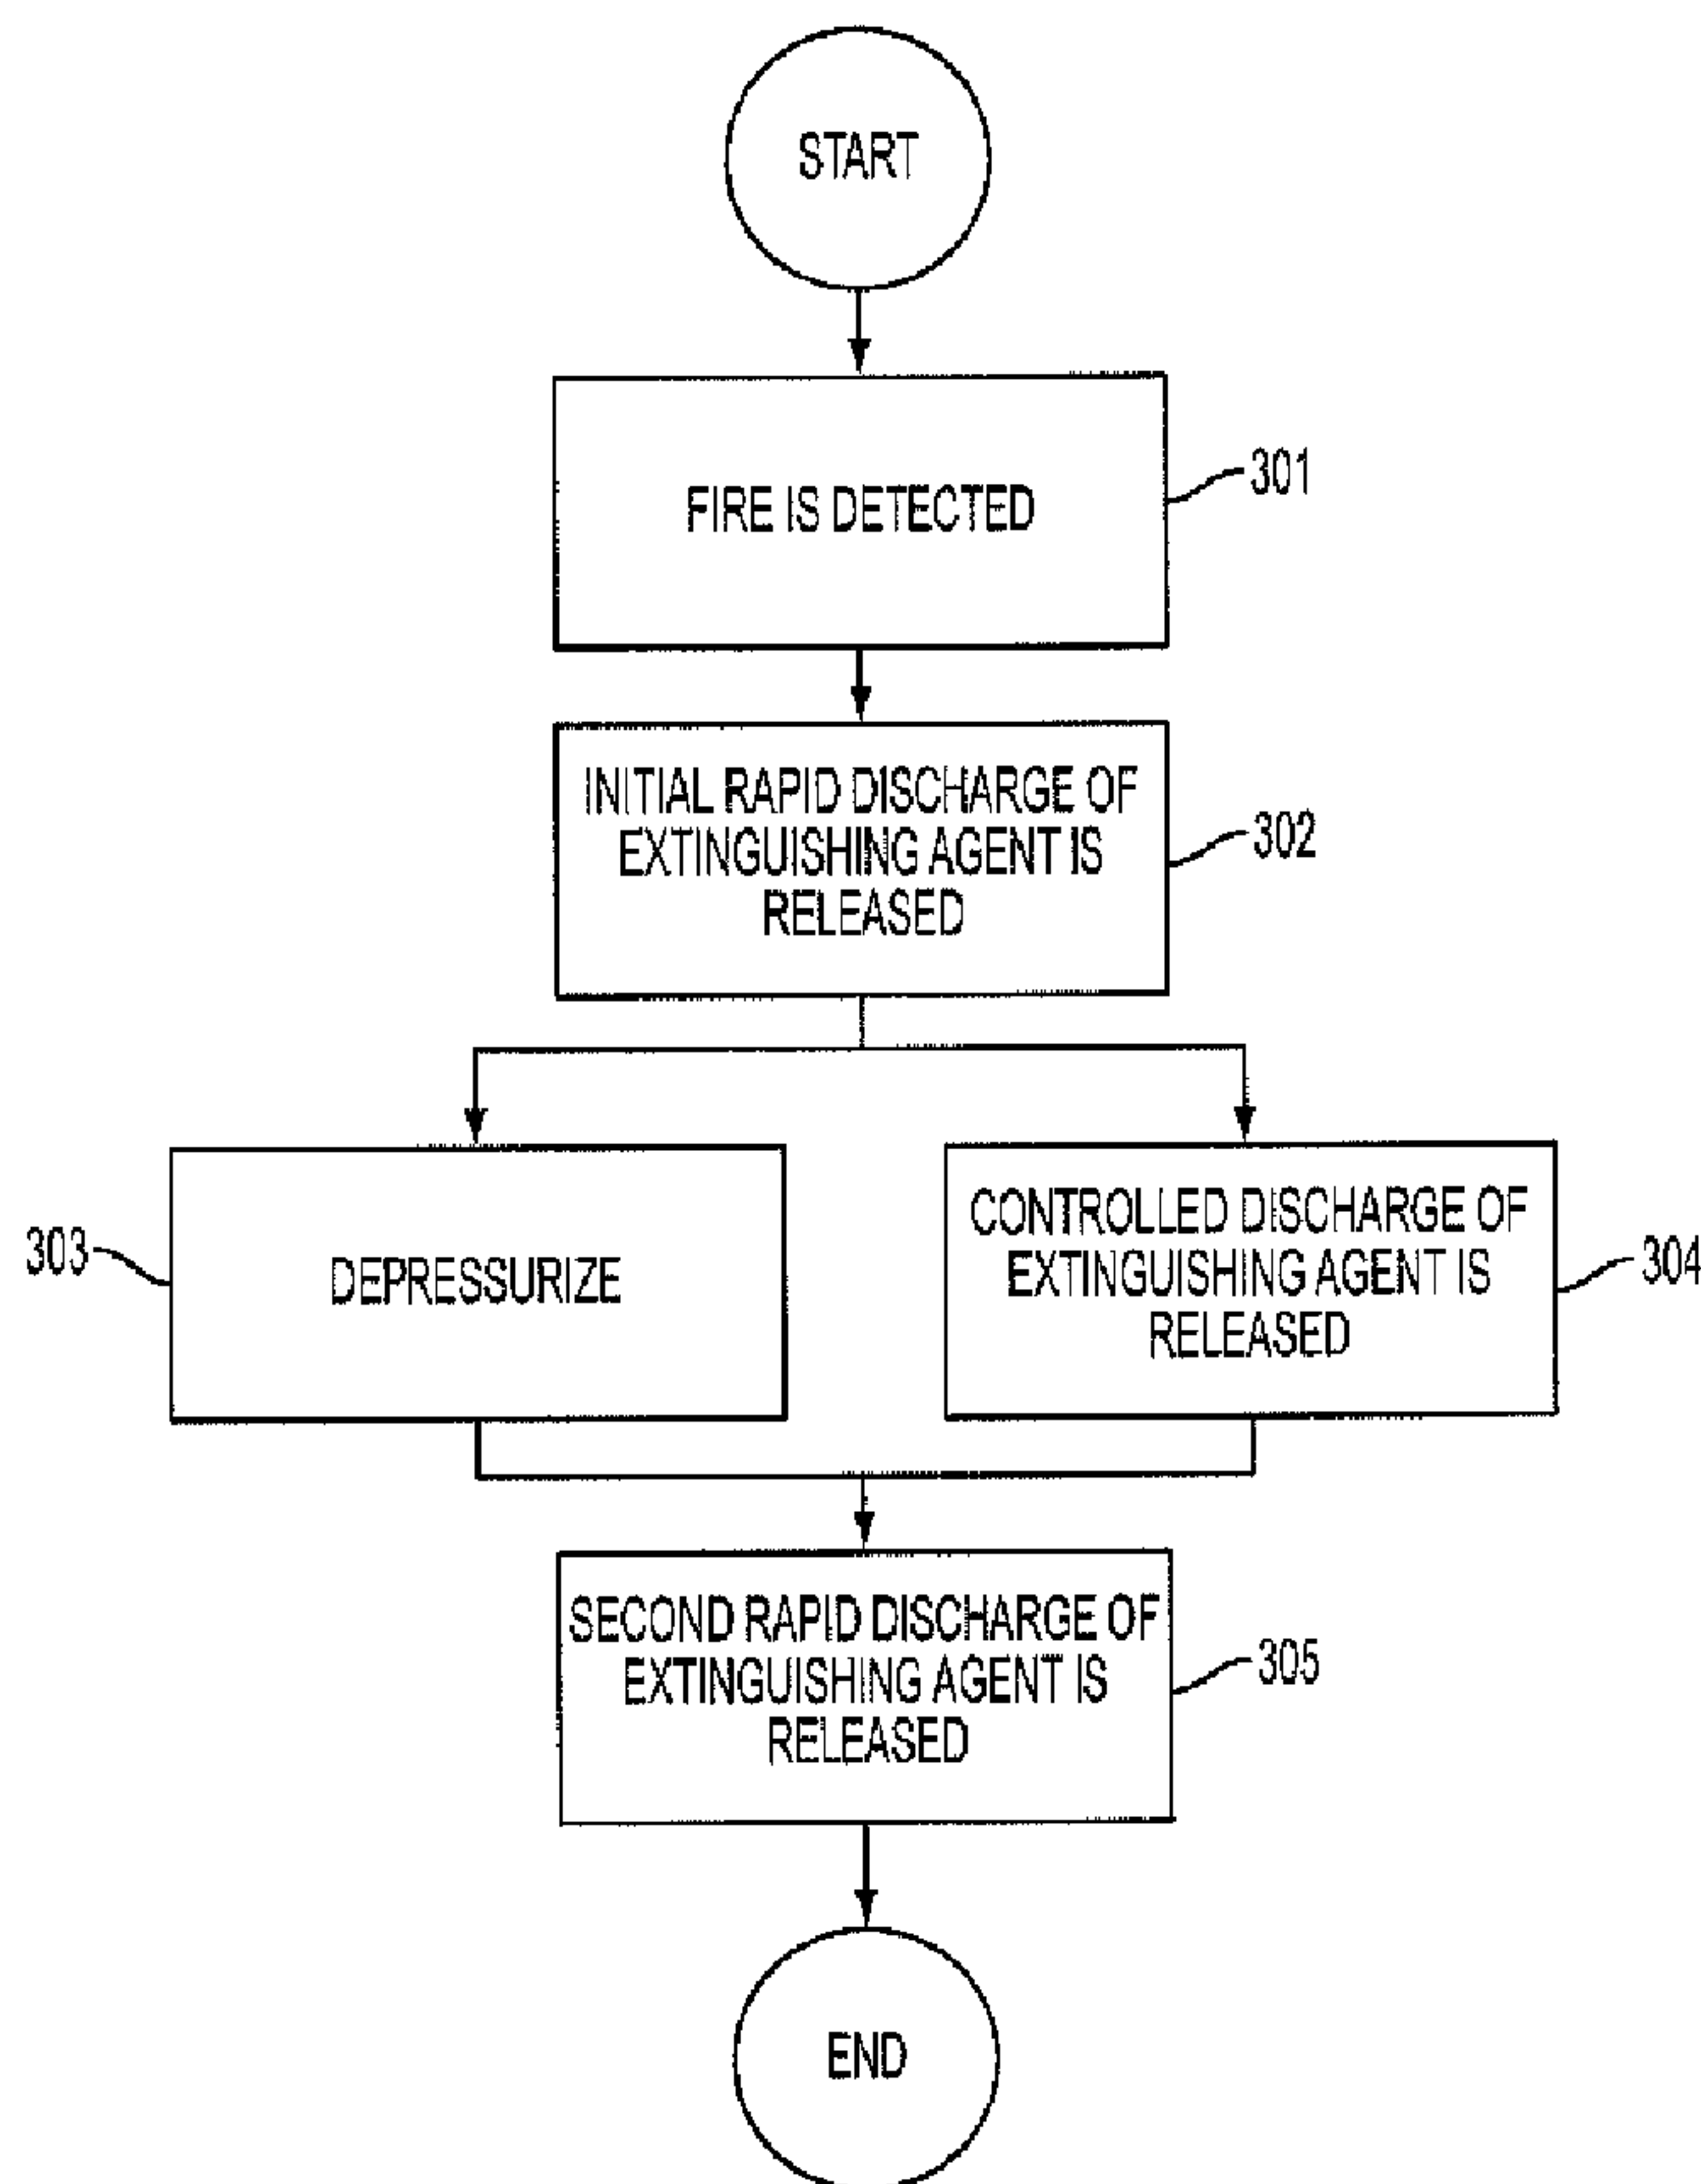 START
FIRE IS DETECTED
301
INITIAL RAPID DISCHARGE OF
EXTINGUISHING AGENT IS
RELEASED
302
303
DEPRESSURIZE
CONTROLLED DISCHARGE OF
EXTINGUISHING AGENT IS
RELEASED
304
SECOND RAPID DISCHARGE OF
EXTINGUISHING AGENT IS
RELEASED
305
END